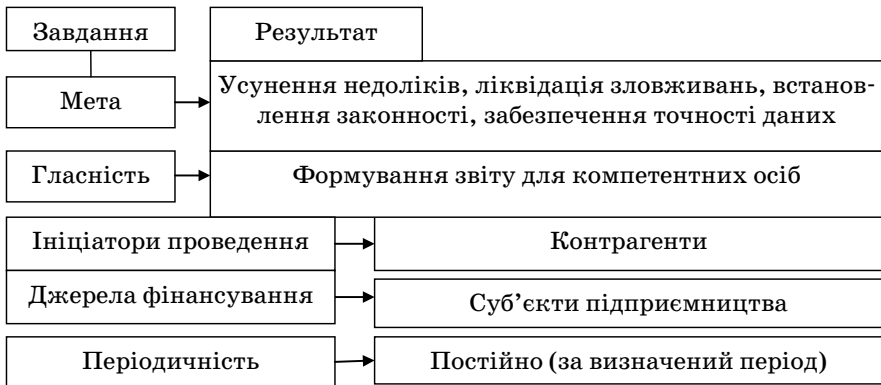 Завдання
Результат
Мета
Усунення недоліків, ліквідація зловживань, встанов-
лення законності, забезпечення точності даних
Гласність
Формування звіту для компетентних осіб
Ініціатори проведення
Контрагенти
Джерела фінансування
Суб’єкти підприємництва
Періодичність
Постійно (за визначений період)